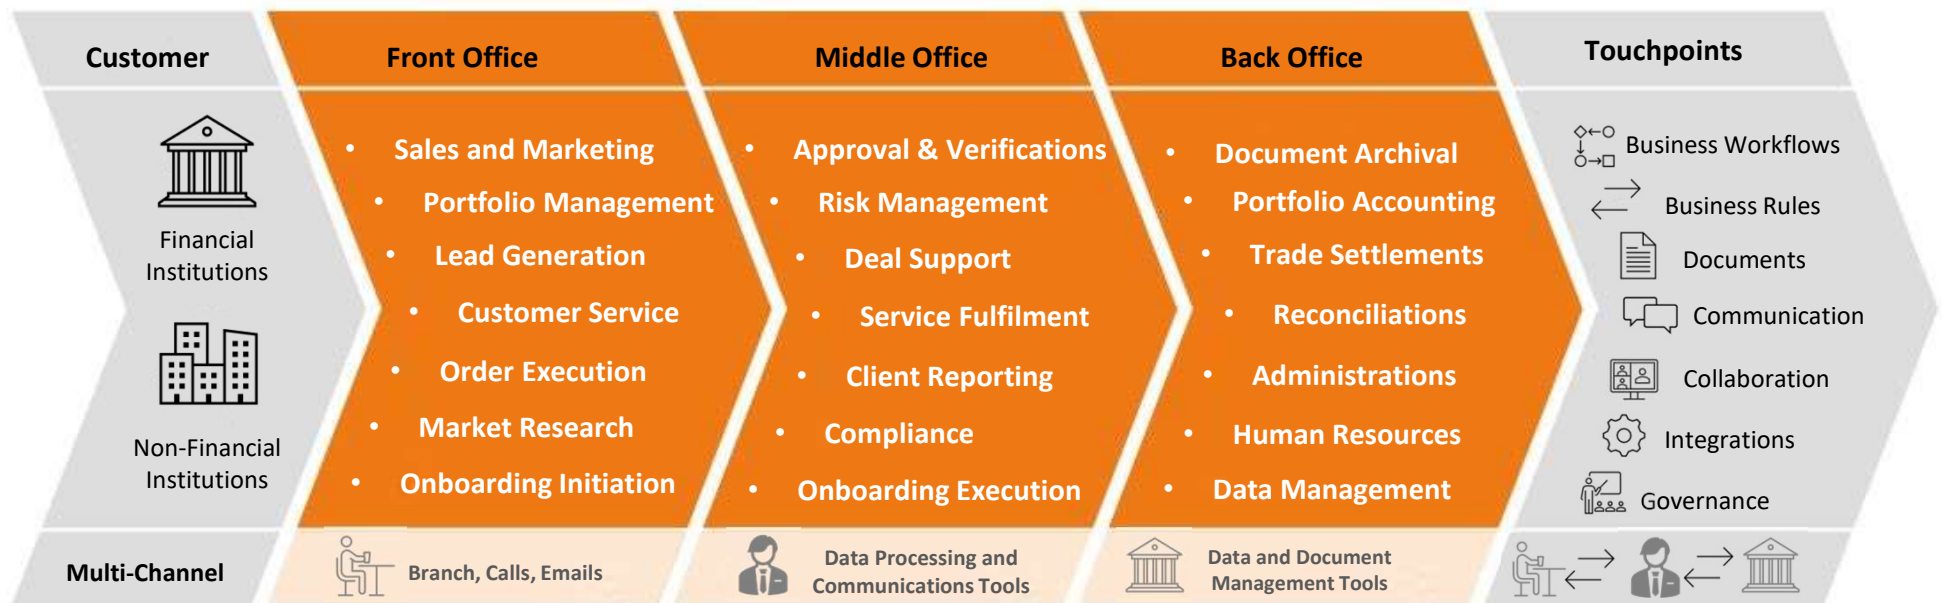 Customer
Financial
Institutions
Non-Financial
Institutions
Multi-Channel
Front Office
• Sales and Marketing
• Portfolio Management
• Lead Generation
• Customer Service
• Order Execution
• Market Research
• Onboarding Initiation
Branch, Calls, Emails
Middle Office
• Approval & Verifications
• Risk Management
• Deal Support
• Service Fulfilment
• Client Reporting
• Compliance
• Onboarding Execution
Data Processing and
Communications Tools
Back Office
• Document Archival
• Portfolio Accounting
• Trade Settlements
• Reconciliations
• Administrations
• Human Resources
• Data Management
Data and Document
Management Tools
Touchpoints
Business Workflows
Business Rules
Documents
Communication
Collaboration
Integrations
Governance